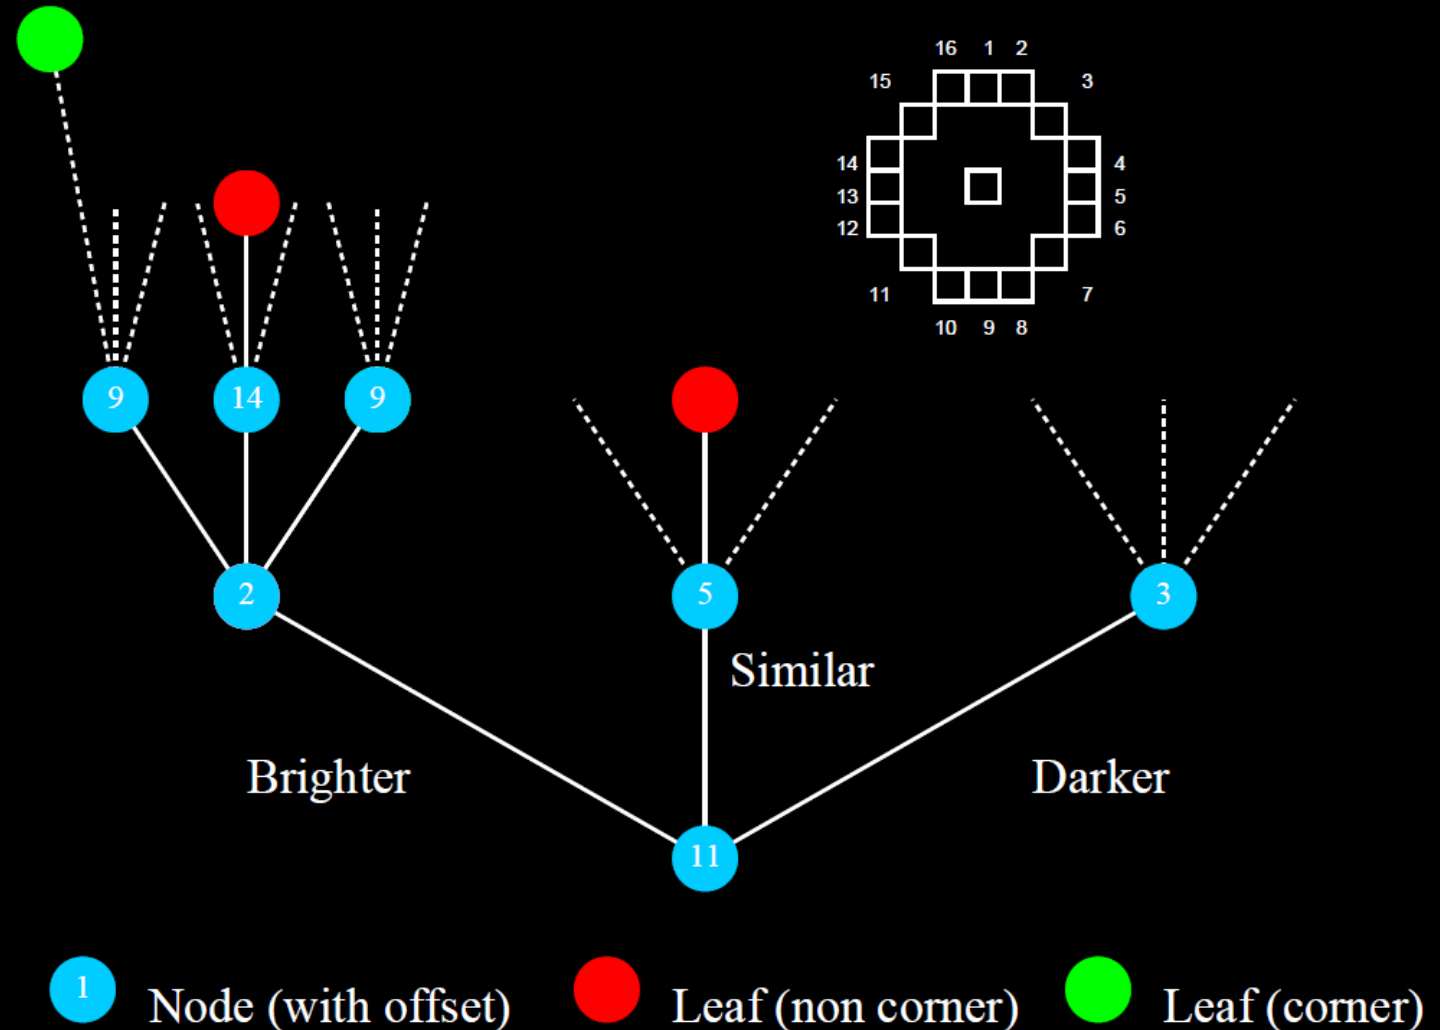 16 1 2
15 3
14 4
13 5
12 6
11 7
10 9 8
9 14 9
2 5 3
Similar
Brighter Darker
11
1 Node (with offset) Leaf (non corner) Leaf (corner)